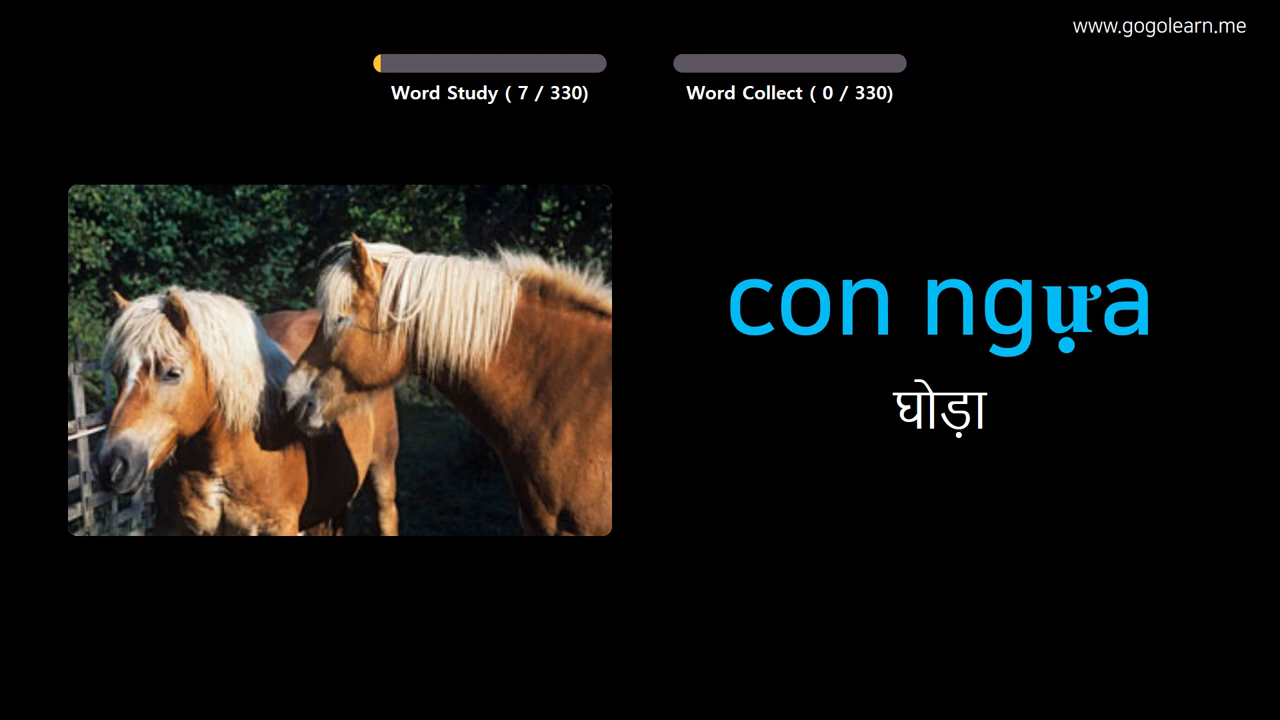 www.gogolearn.me
Word Study ( 7 / 330)
Word Collect ( 0 / 330)
con ngựa
घोड़ा